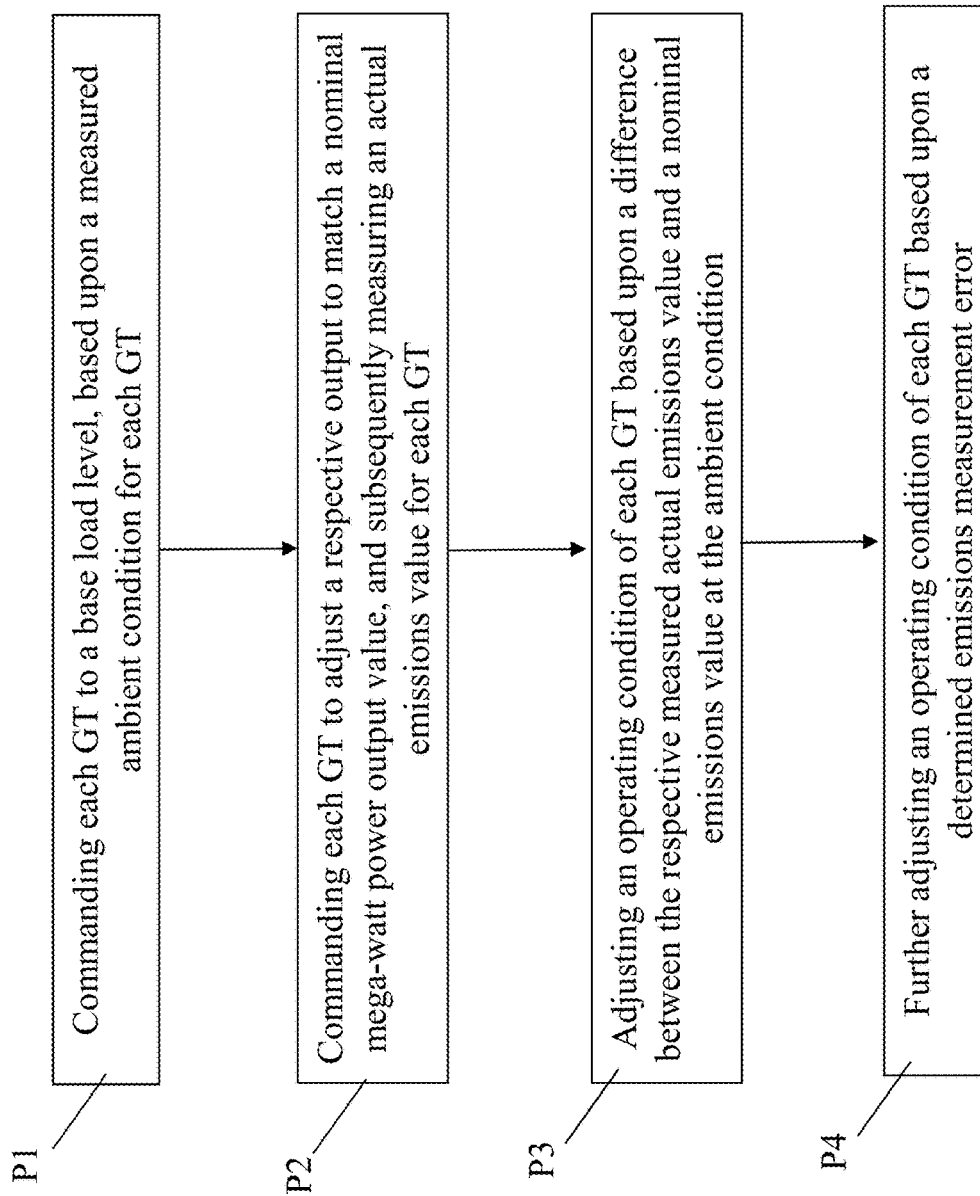 P1
Commanding each GT to a base load level, based upon a measured
ambient condition for each GT
P2
Commanding each GT to adjust a respective output to match a nominal
mega-watt power output value, and subsequently measuring an actual
emissions value for each GT
P3
Adjusting an operating condition of each GT based upon a difference
between the respective measured actual emissions value and a nominal
emissions value at the ambient condition
P4
Further adjusting an operating condition of each GT based upon a
determined emissions measurement error